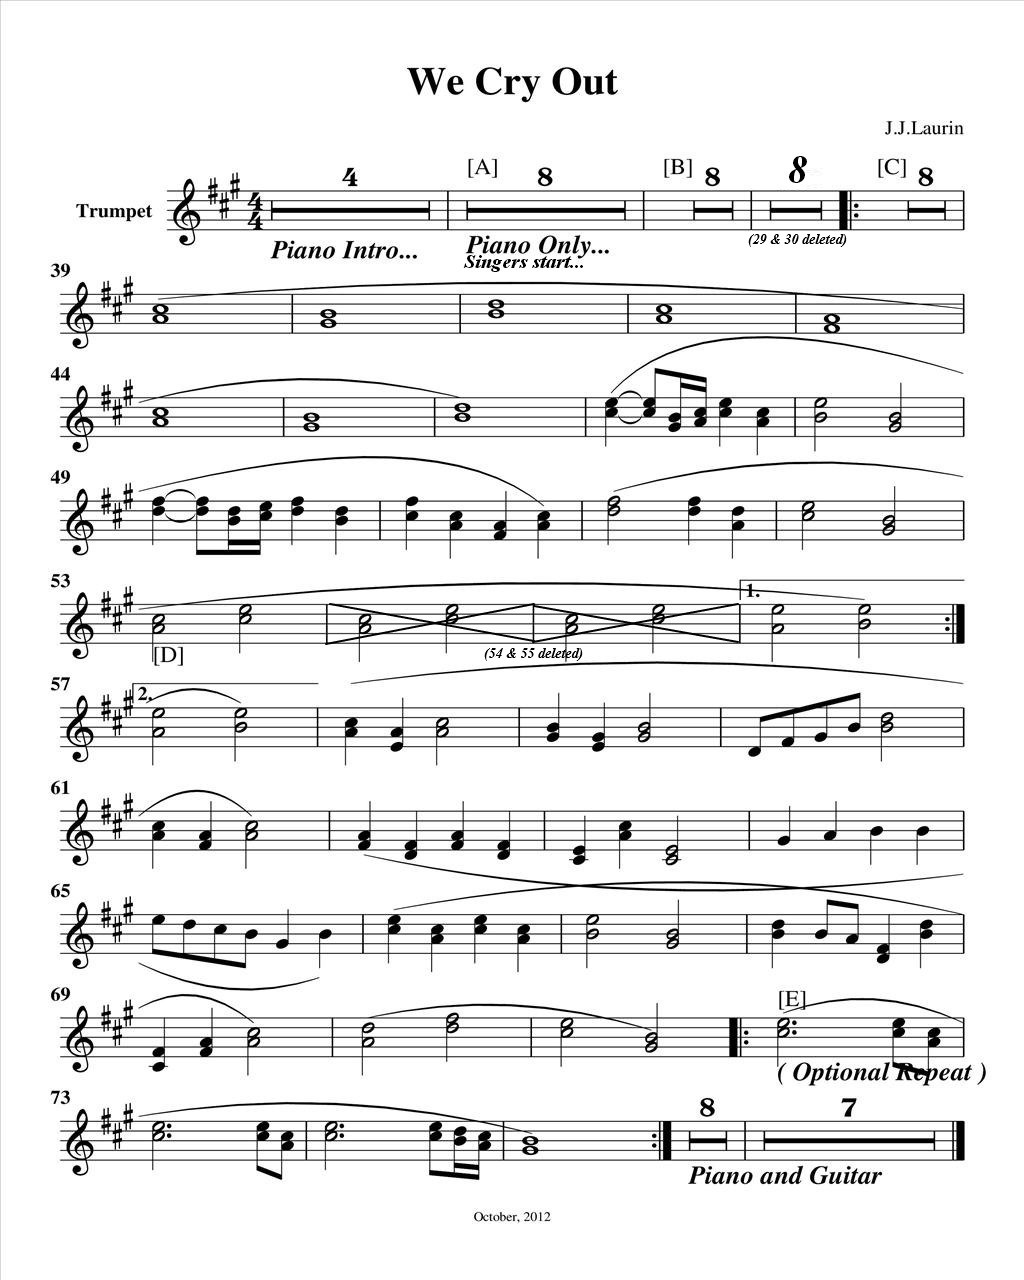 We Cry Out
J.J.Laurin
4 [A] 8 [B] 8 8 [C] 8
Trumpet 4 4
Piano Intro... Piano Only... (29 & 30 deleted)
Singers start...
39
44
49
53
1.
[D] (54 & 55 deleted)
57
2.
61
65
69
[E]
( Optional Repeat )
73
8 7
Piano and Guitar
October, 2012